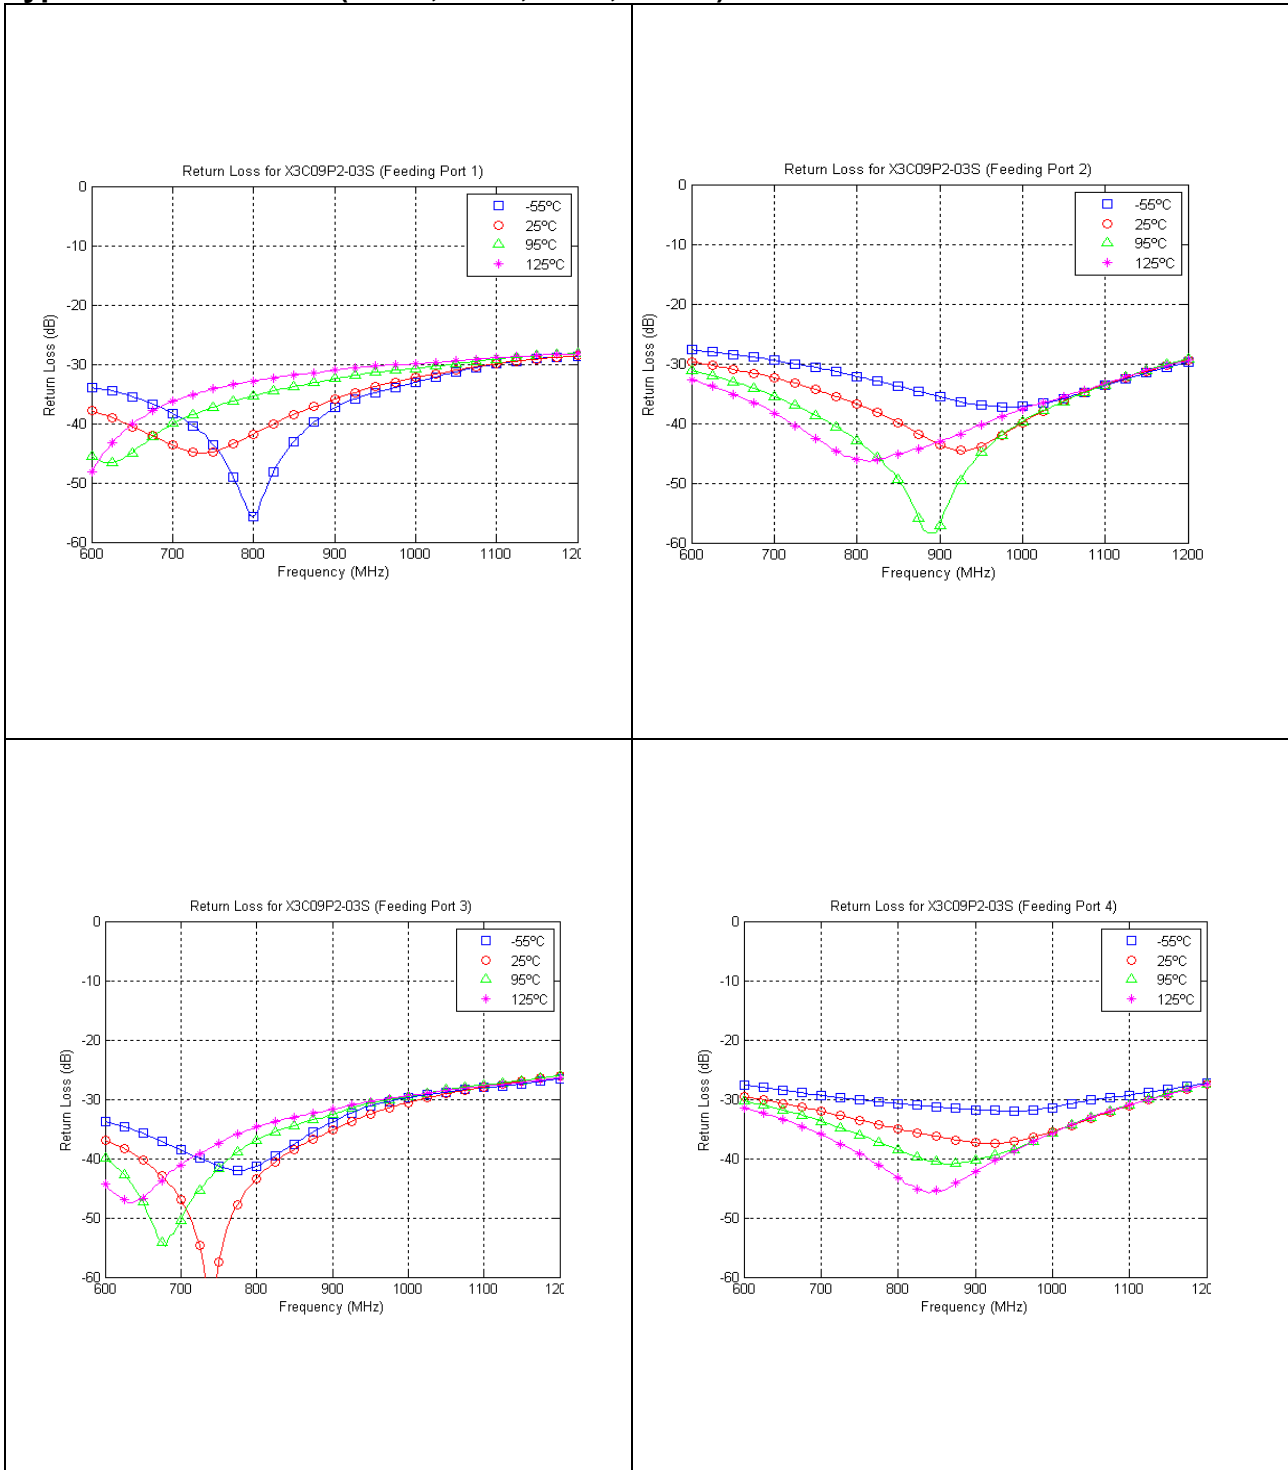 Return Loss for X3C09P2-03S (Feeding Port 1)
0
-10
-20
-30
-40
-50
-60
Return Loss (dB)
-55ºC
25ºC
95ºC
125ºC
600 700 800 900 1000 1100 120
Frequency (MHz)
Return Loss for X3C09P2-03S (Feeding Port 2)
0
-10
-20
-30
-40
-50
-60
Return Loss (dB)
-55ºC
25ºC
95ºC
125ºC
600 700 800 900 1000 1100 1200
Frequency (MHz)
Return Loss for X3C09P2-03S (Feeding Port 3)
0
-10
-20
-30
-40
-50
-60
Return Loss (dB)
-55ºC
25ºC
95ºC
125ºC
600 700 800 900 1000 1100 120
Frequency (MHz)
Return Loss for X3C09P2-03S (Feeding Port 4)
0
-10
-20
-30
-40
-50
-60
Return Loss (dB)
-55ºC
25ºC
95ºC
125ºC
600 700 800 900 1000 1100 120
Frequency (MHz)